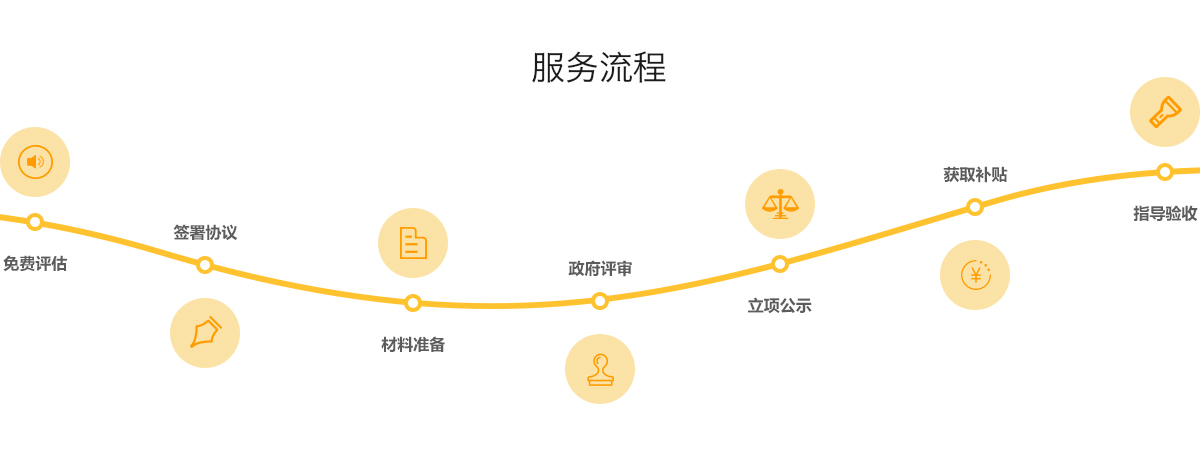 服务流程
免费评估
签署协议
材料准备
政府评审
立项公示
获取补贴
指导验收